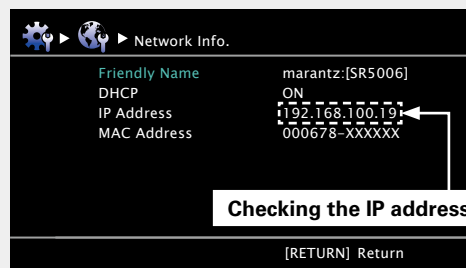 Network Info.
Friendly Name marantz:[SR5006]
DHCP ON
IP Address 192.168.100.19
MAC Address 000678-XXXXXX
Checking the IP address
[RETURN] Return